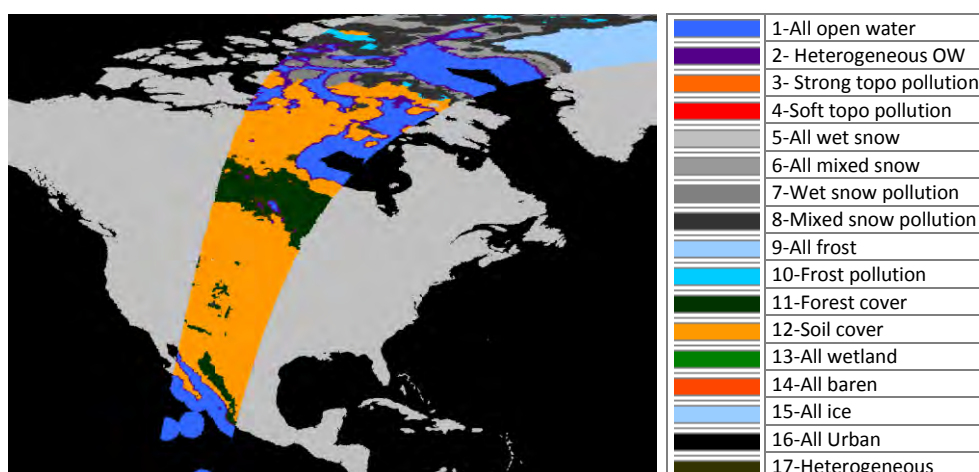 1-All open water
2- Heterogeneous OW
3- Strong topo pollution
4-Soft topo pollution
5-All wet snow
6-All mixed snow
7-Wet snow pollution
8-Mixed snow pollution
9-All frost
10-Frost pollution
11-Forest cover
12-Soil cover
13-All wetland
14-All baren
15-All ice
16-All Urban
17-Heterogeneous